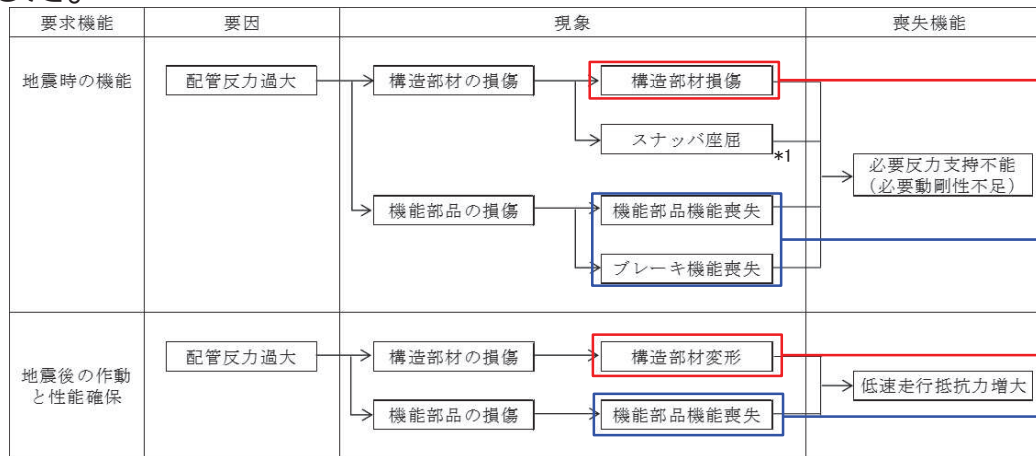 した。
要求機能 要因 現象 喪失機能
地震時の機能 配管反力過大 構造部材の損傷 構造部材損傷
スナッバ座屈 *1
必要反力支持不能
(必要動剛性不足)
機能部品の損傷 機能部品機能喪失
ブレーキ機能喪失
配管反力過大 構造部材の損傷 構造部材変形
地震後の作動
と性能確保
低速走行抵抗力増大
機能部品の損傷 機能部品機能喪失